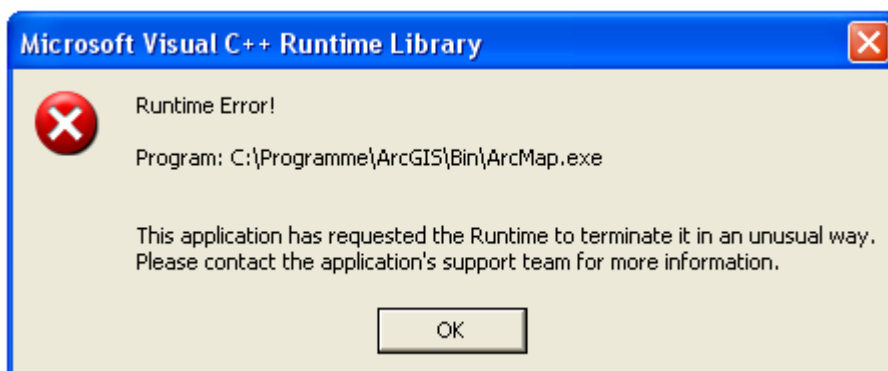 Microsoft Visual C++ Runtime Library
Runtime Error!
Program: C:\Programme\ArcGIS\Bin\ArcMap.exe
This application has requested the Runtime to terminate it in an unusual way.
Please contact the application's support team for more information.
OK